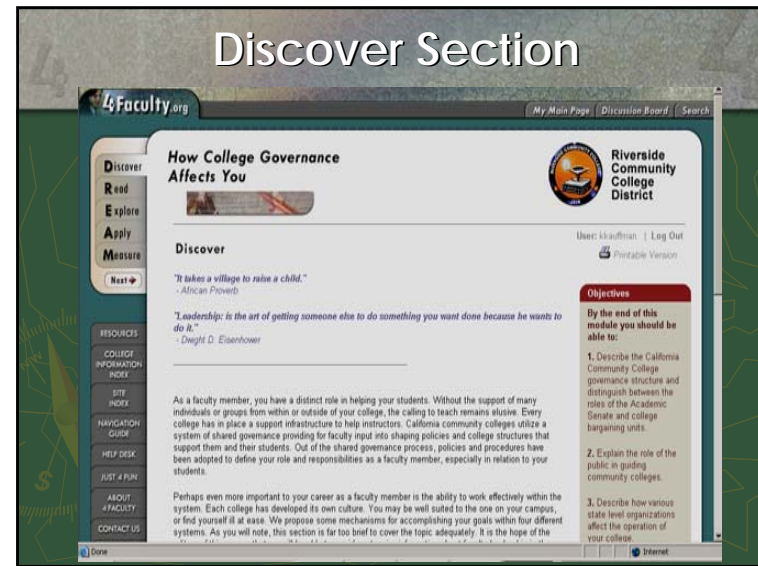 Discover Section
4Faculty.org
My Main Page | Discussion Board | Search
Discover
Read
Explore
Apply
Measure
Next
RESOURCES
COLLEGE
INFORMATION
INDEX
SITE
INDEX
NAVIGATION
GUIDE
HELP DESK
JUST 4 FUN
ABOUT
4FACULTY
CONTACT US
How College Governance
Affects You
Riverside
Community
College
District
User: kkauffman | Log Out
Printable Version
Discover
"It takes a village to raise a child."
- African Proverb
"Leadership: is the art of getting someone else to do something you want done because he wants to
do it."
- Dwight D. Eisenhower
As a faculty member, you have a distinct role in helping your students. Without the support of many
individuals or groups from within or outside of your college, the calling to teach remains elusive. Every
college has in place a support infrastructure to help instructors. California community colleges utilize a
system of shared governance providing for faculty input into shaping policies and college structures that
support them and their students. Out of the shared governance process, policies and procedures have
been adopted to define your role and responsibilities as a faculty member, especially in relation to your
students.
Perhaps even more important to your career as a faculty member is the ability to work effectively within the
system. Each college has developed its own culture. You may be well suited to the one on your campus,
or find yourself ill at ease. We propose some mechanisms for accomplishing your goals within four different
systems. As you will note, this section is far too brief to cover the topic adequately. It is the hope of the
Objectives
By the end of this
module you should be
able to:
1. Describe the California
Community College
governance structure and
distinguish between the
roles of the Academic
Senate and college
bargaining units.
2. Explain the role of the
public in guiding
community colleges.
3. Describe how various
state level organizations
affect the operation of
your college.
Done
Internet